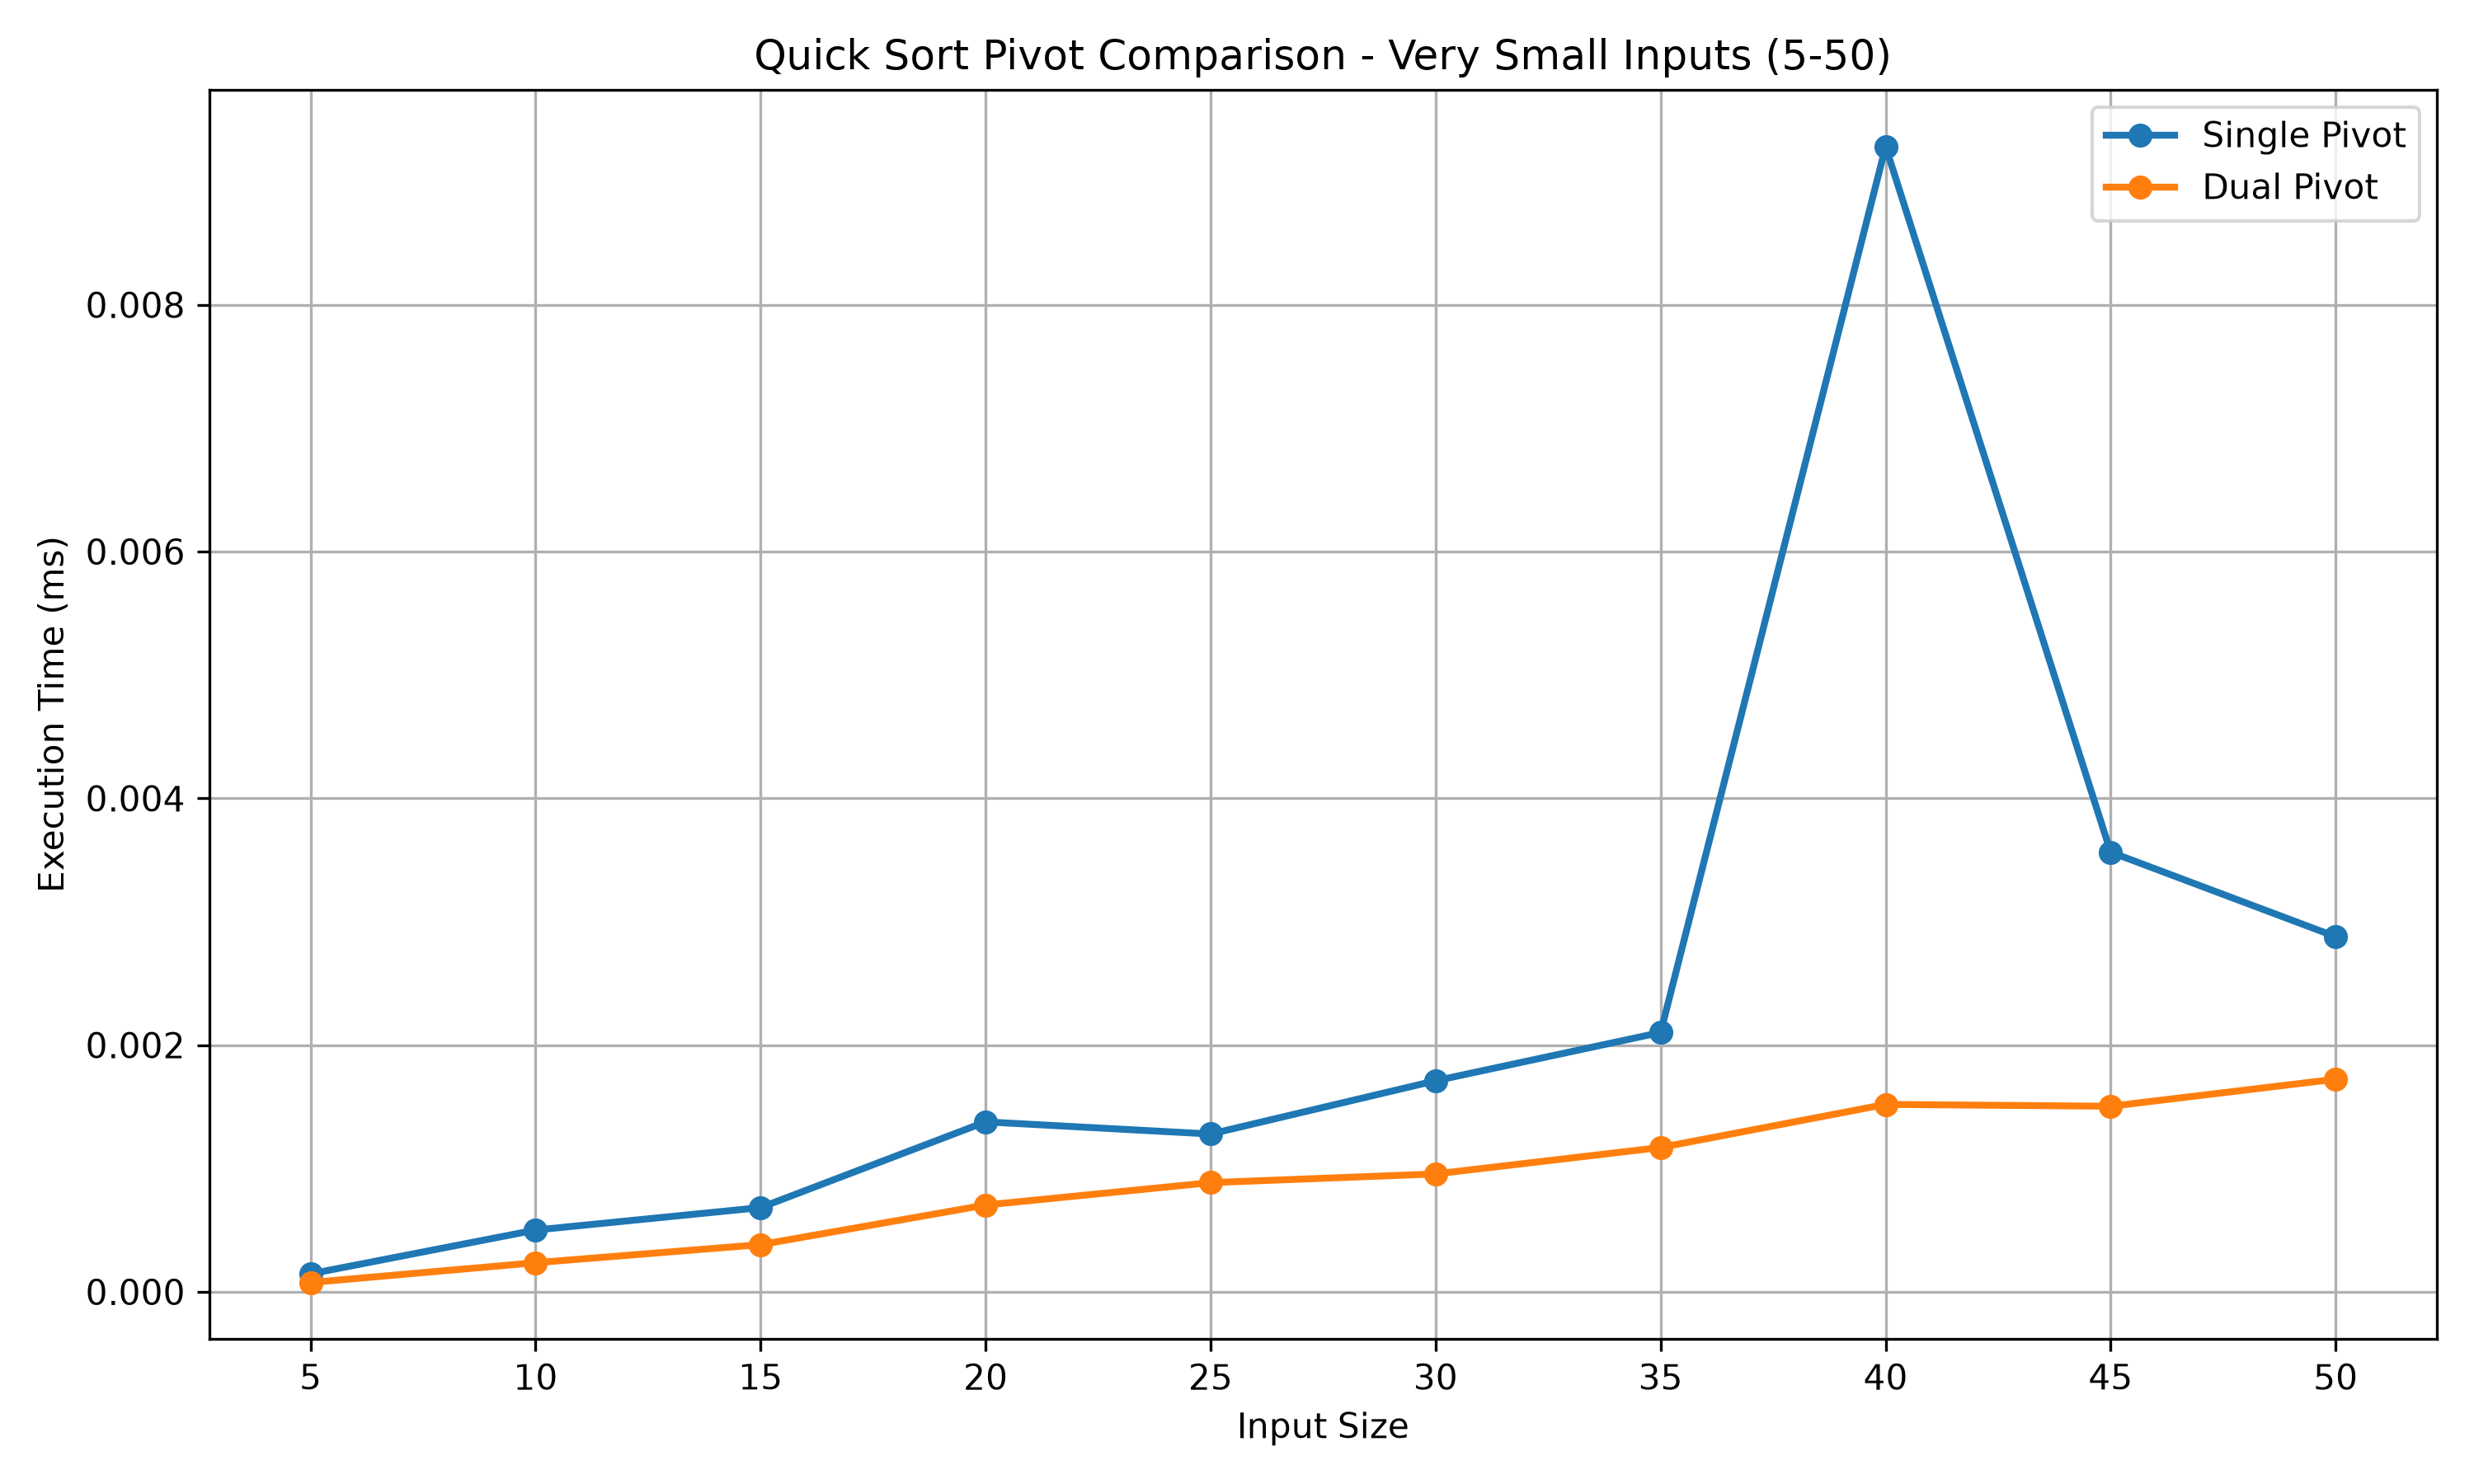 Quick Sort Pivot Comparison - Very Small Inputs (5-50)
Single Pivot
Dual Pivot
Execution Time (ms)
0.008
0.006
0.004
0.002
0.000
5 10 15 20 25 30 35 40 45 50
Input Size